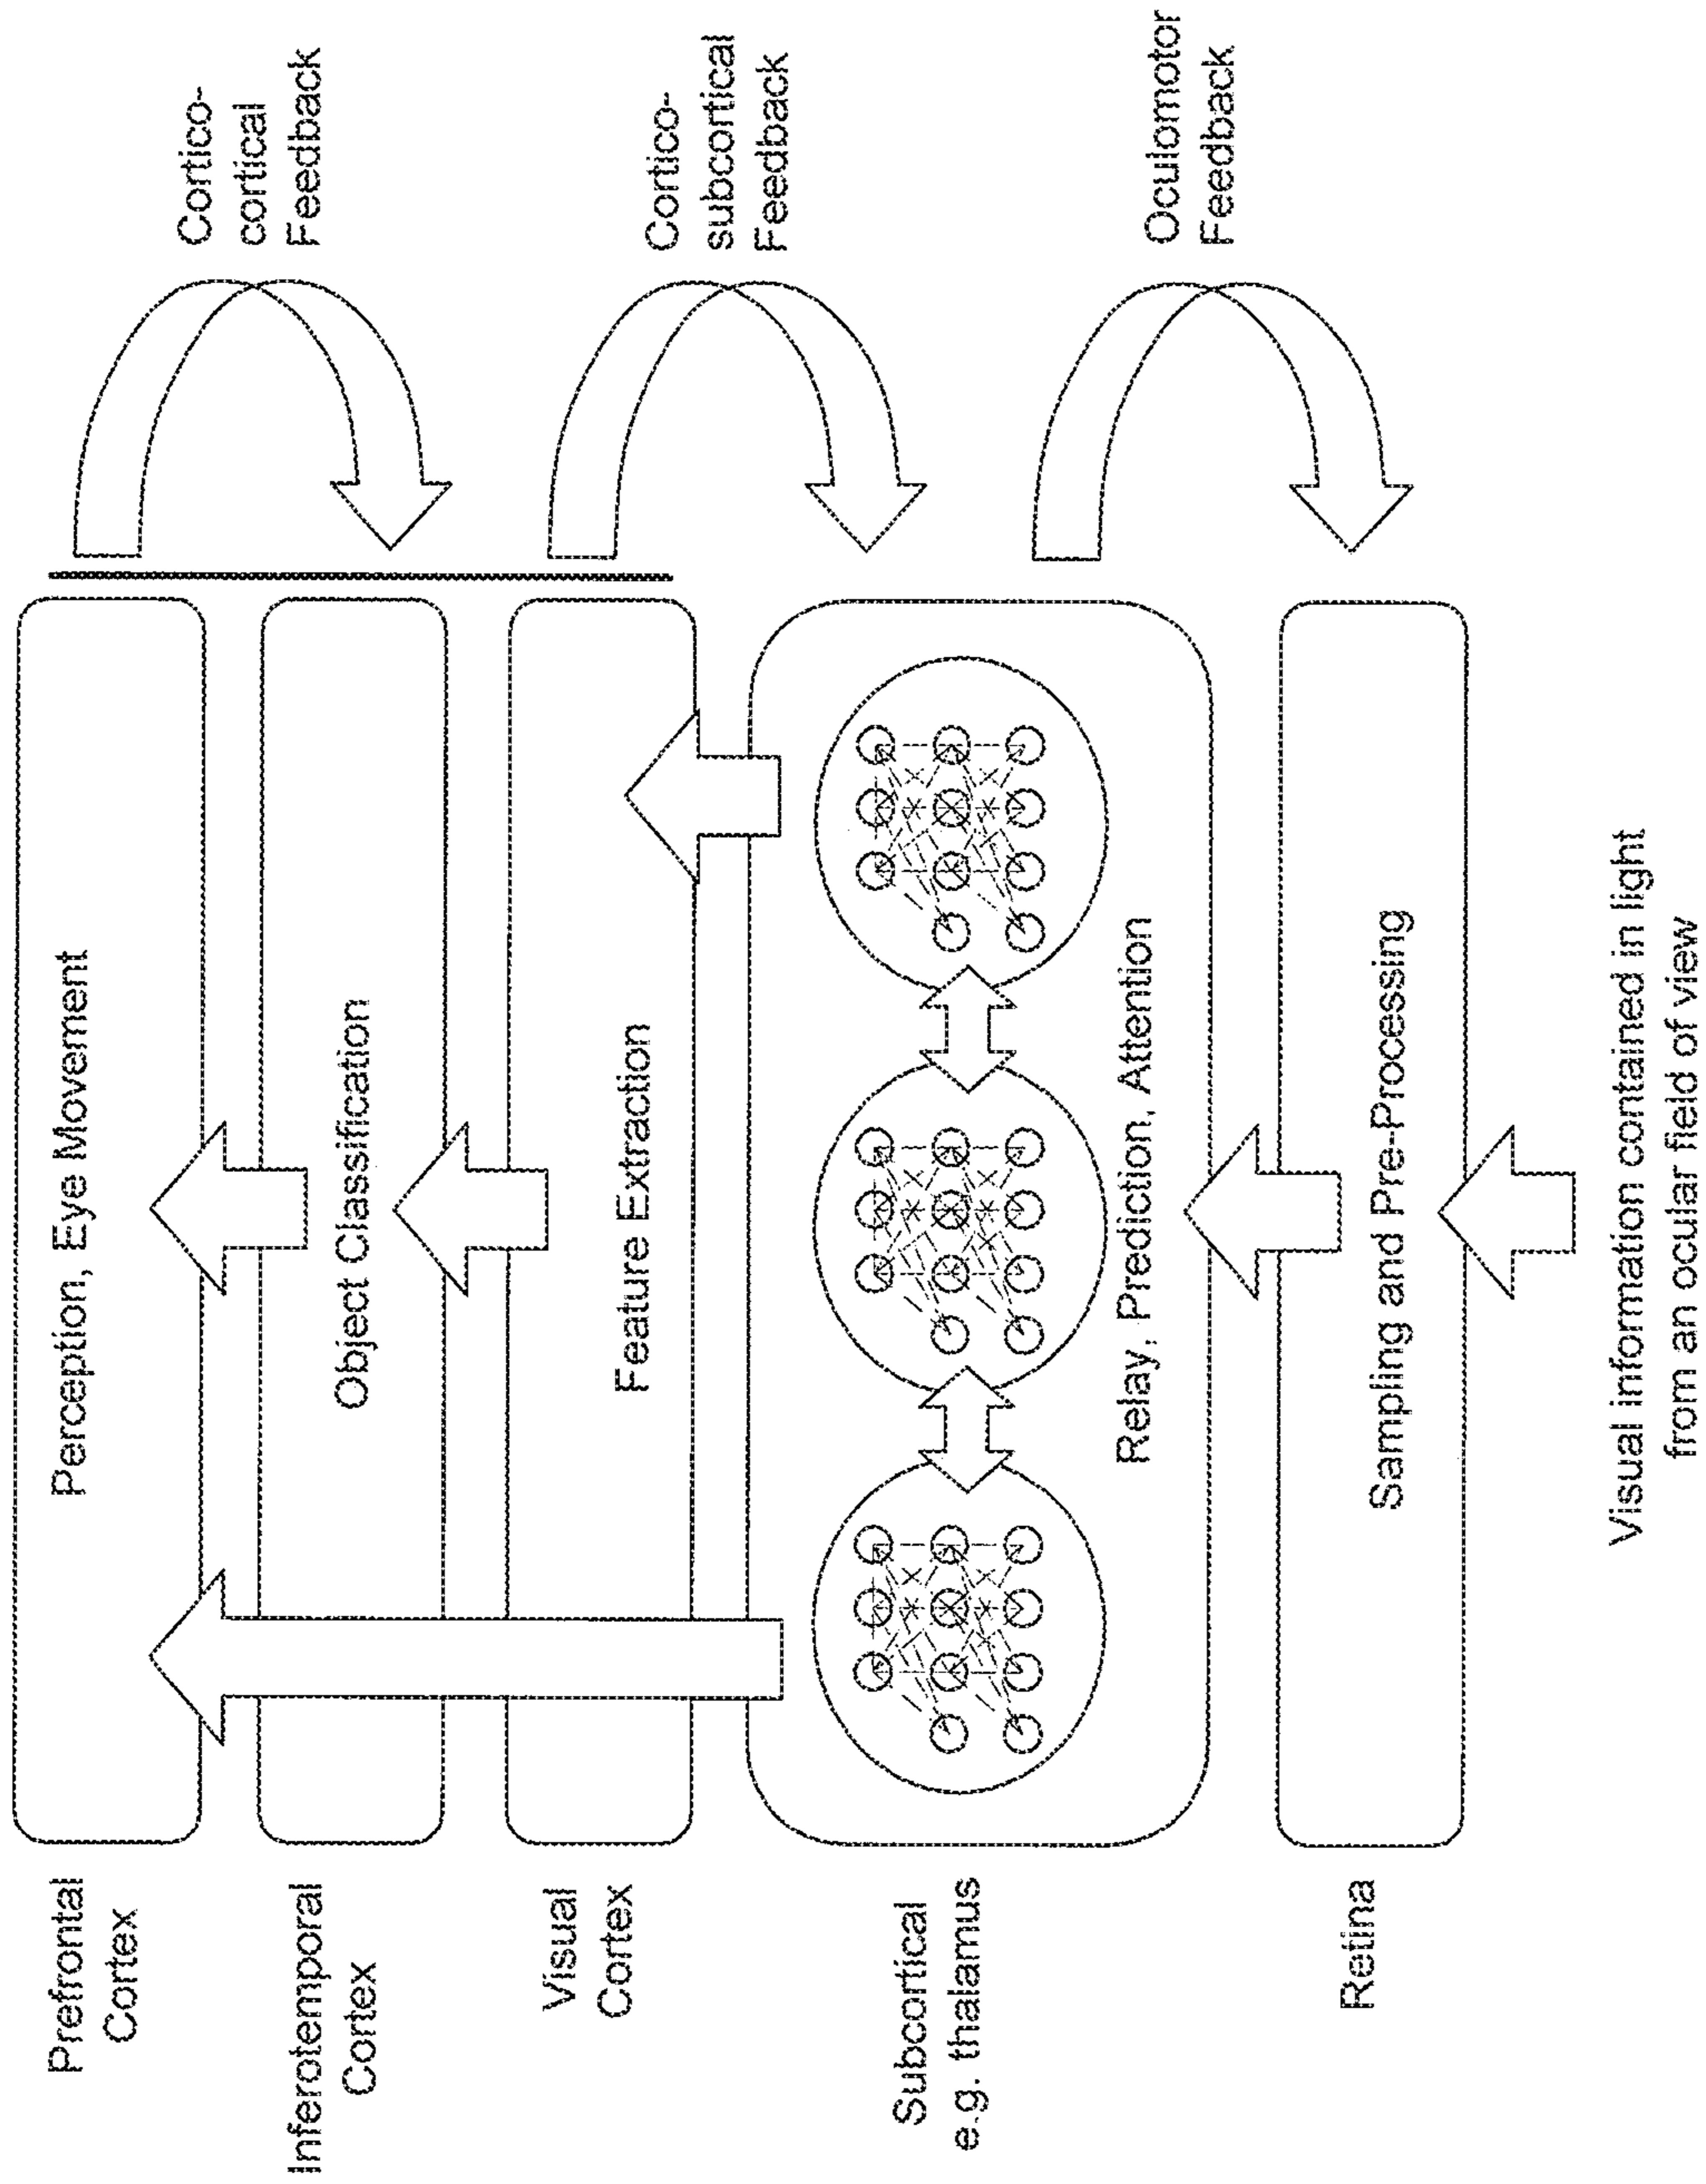 Prefrontal
Cortex
Perception, Eye Movement
Cortico-
cortical
Feedback
Inferotemporal
Cortex
Object Classification
Visual
Cortex
Feature Extraction
Cortico-
subcortical
Feedback
Subcortical
e.g. thalamus
Relay, Prediction, Attention
Oculomotor
Feedback
Retina
Sampling and Pre-Processing
Visual information contained in light
from an ocular field of view